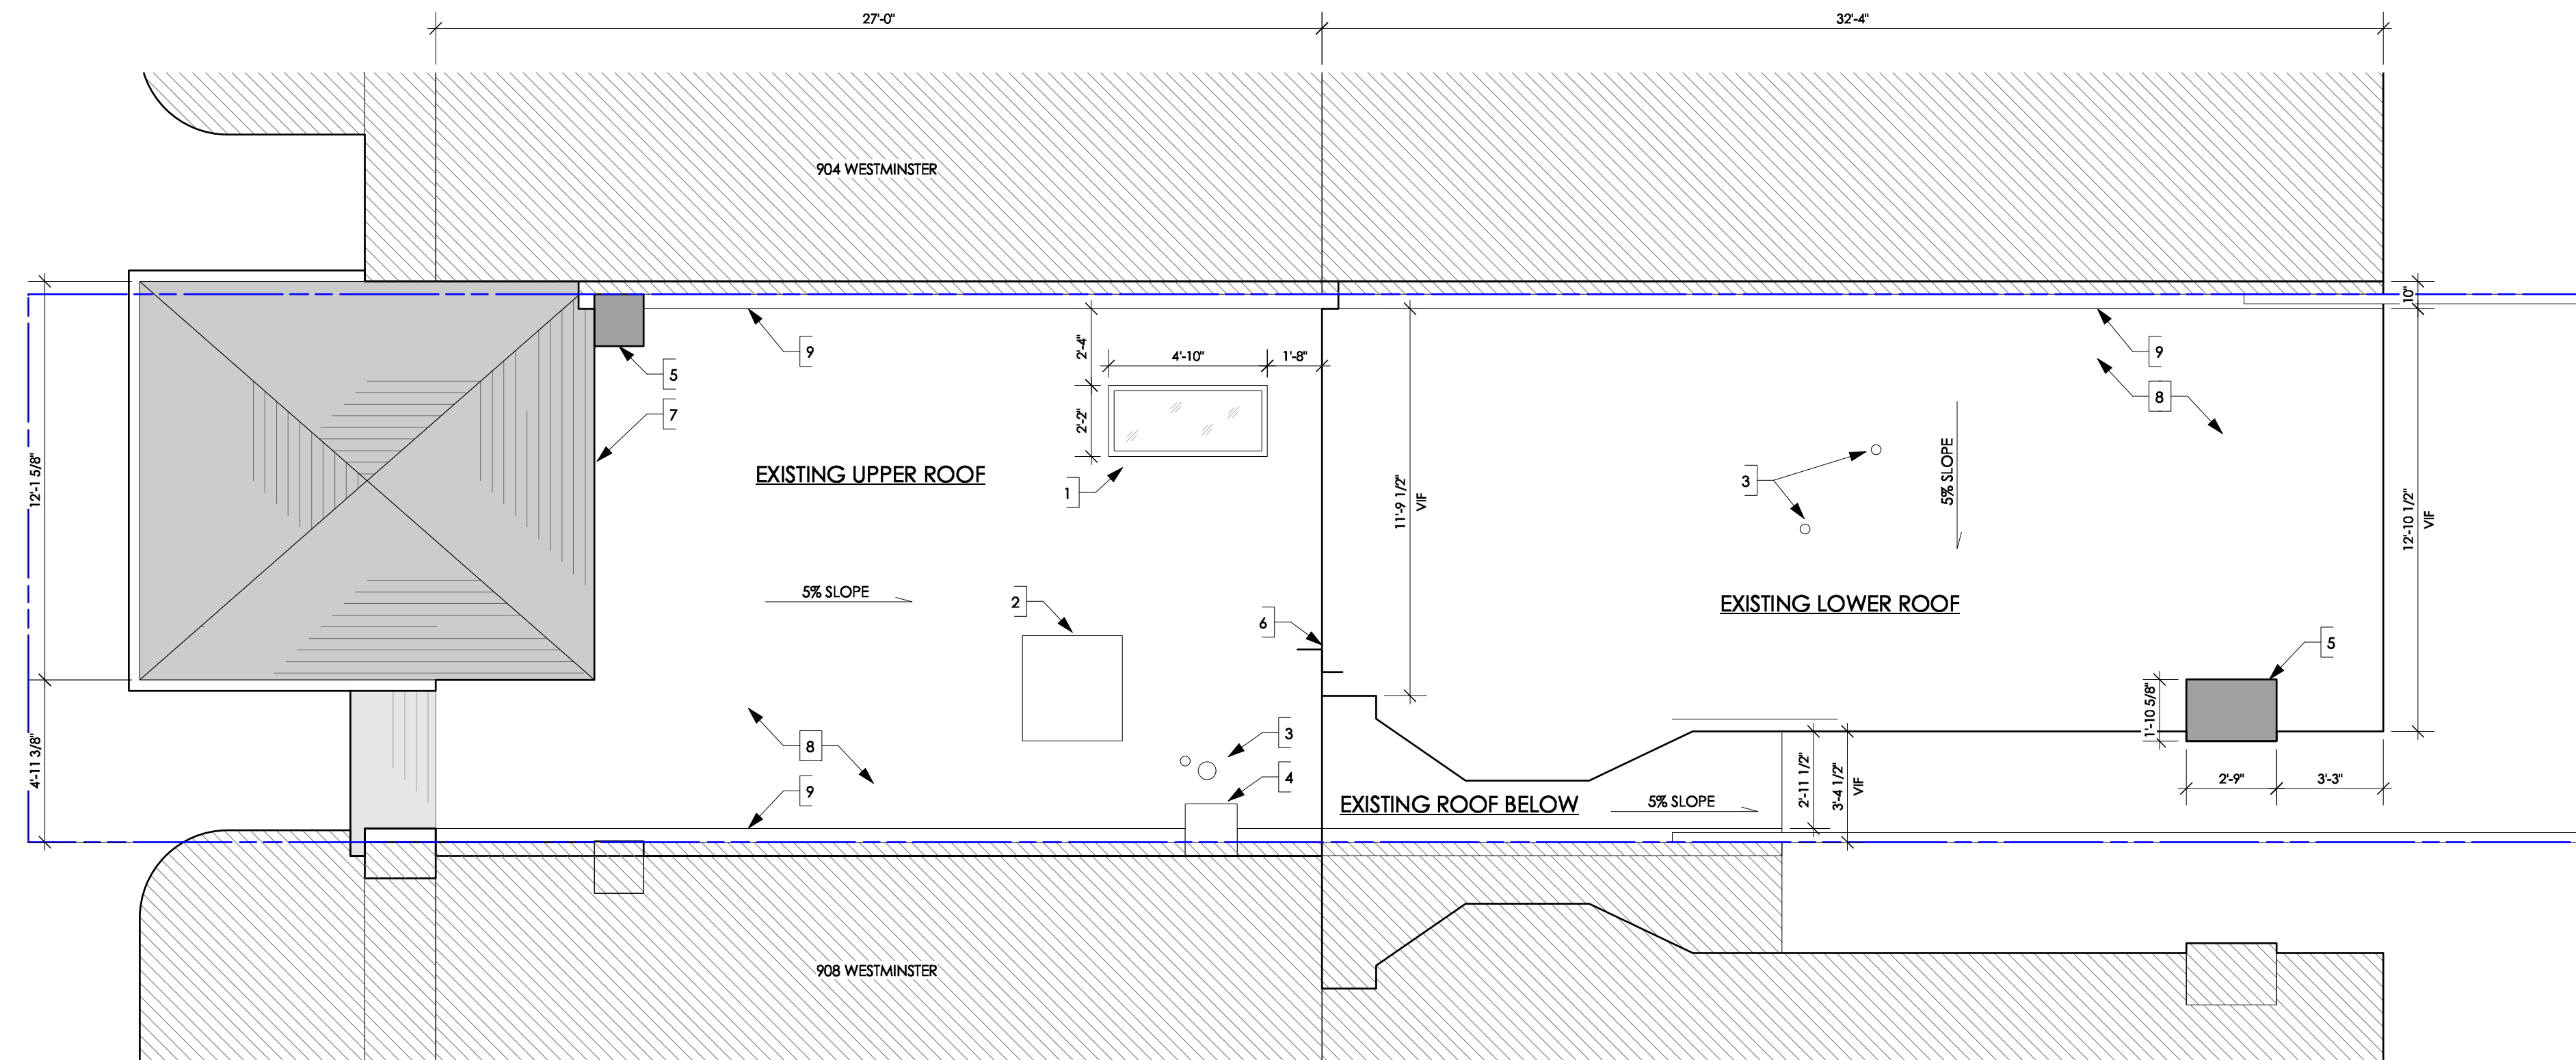 27'-0"
32'-4"
904 WESTMINSTER
10"
9
5
7
2'-4"
4'-10"
1'-8"
2'-2"
1
EXISTING UPPER ROOF
12'-1 5/8"
11'-9 1/2"
VIF
3
5% SLOPE
9
8
12'-10 1/2"
VIF
5% SLOPE
2
6
EXISTING LOWER ROOF
5
4'-11 3/8"
8
3
9
4
EXISTING ROOF BELOW
5% SLOPE
2'-11 1/2"
3'-4 1/2"
VIF
1'-10 5/8"
2'-9"
3'-3"
908 WESTMINSTER